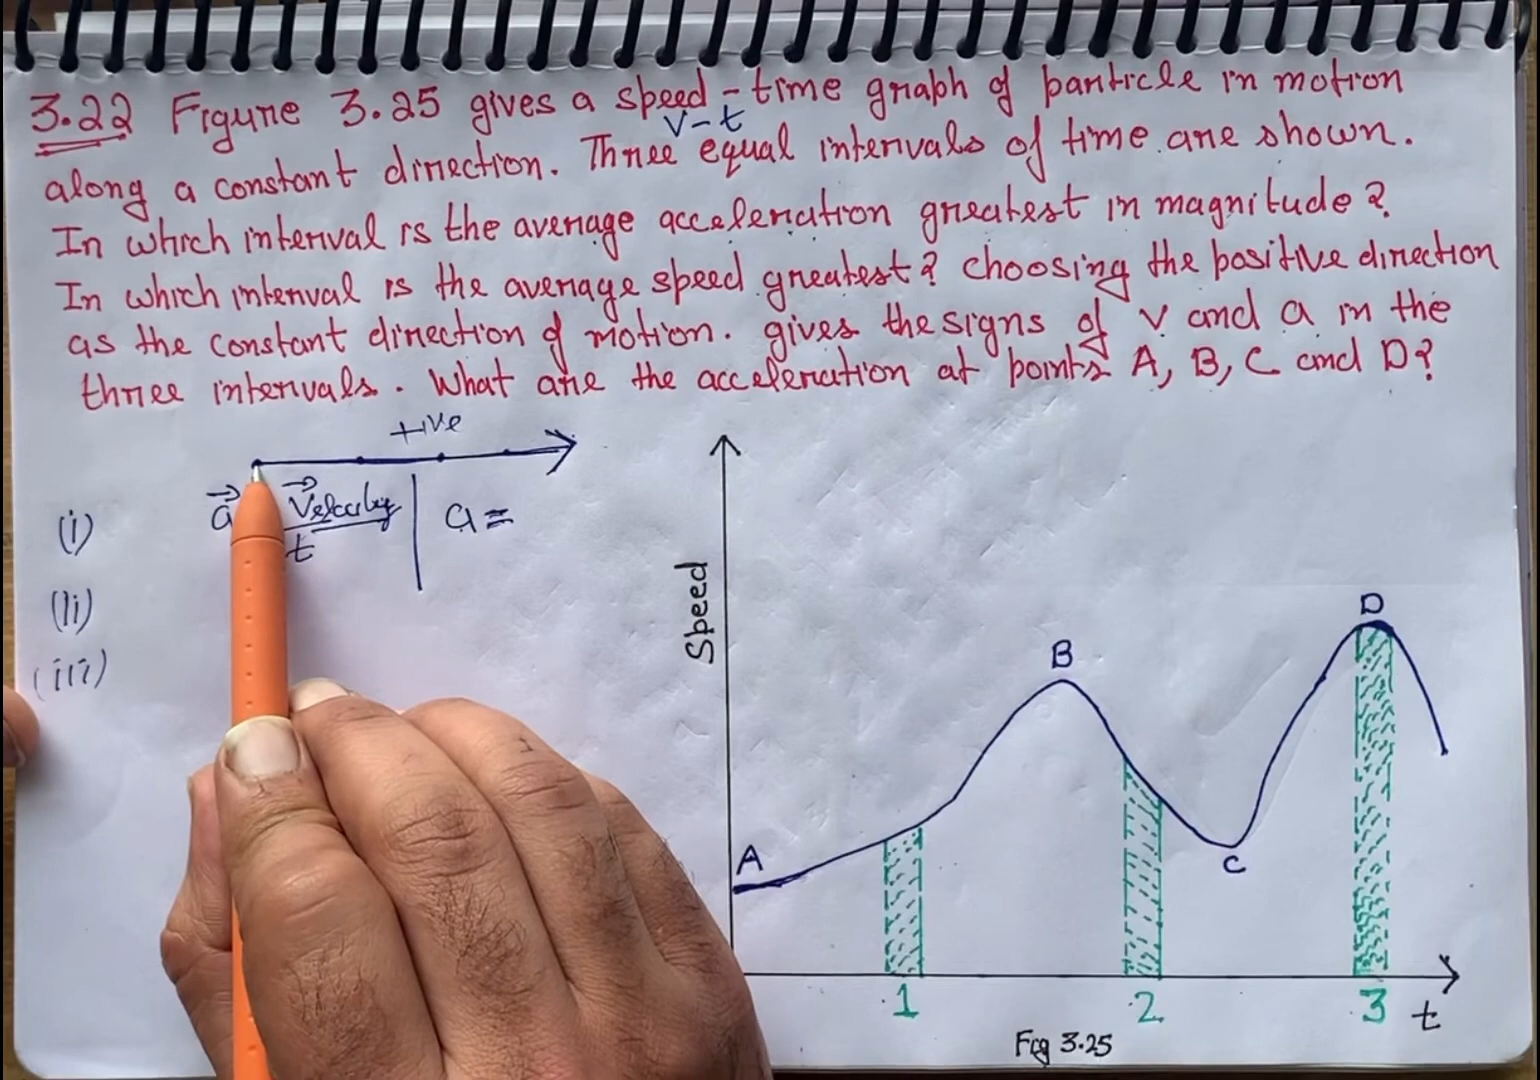 3.22 Figure 3.25 gives a speed-time graph of particle in motion
v-t
along a constant direction. Three equal intervals of time are shown.
In which interval is the average acceleration greatest in magnitude?
In which interval is the average speed greatest? choosing the positive direction
as the constant direction of motion. gives the signs of v and a in the
three intervals. What are the acceleration at points A, B, C and D?
+ive
(i) a Velocity a =
t
(ii)
(iii)
Speed
A
B
C
D
1 2 3 t
Fig 3.25